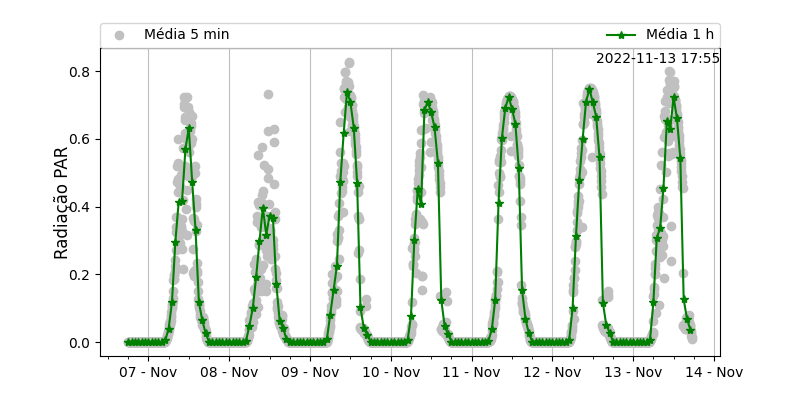 Média 5 min
Média 1 h
2022-11-13 17:55
Radiação PAR
0.8
0.6
0.4
0.2
0.0
07 - Nov
08 - Nov
09 - Nov
10 - Nov
11 - Nov
12 - Nov
13 - Nov
14 - Nov